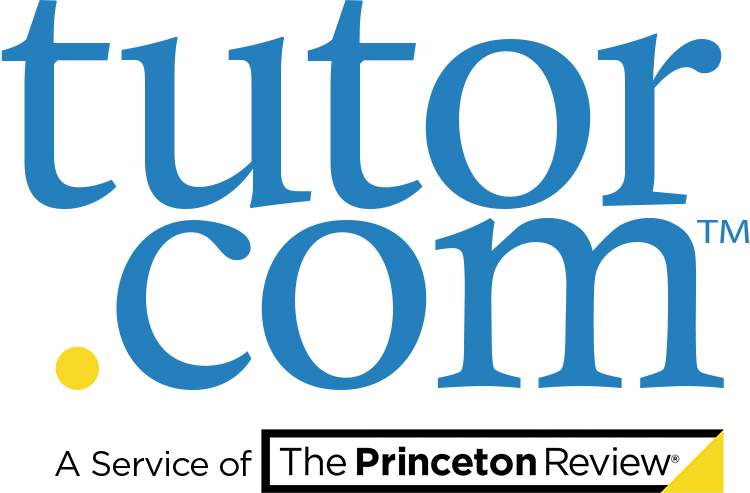 tutor
.com™
A Service of The Princeton Review®